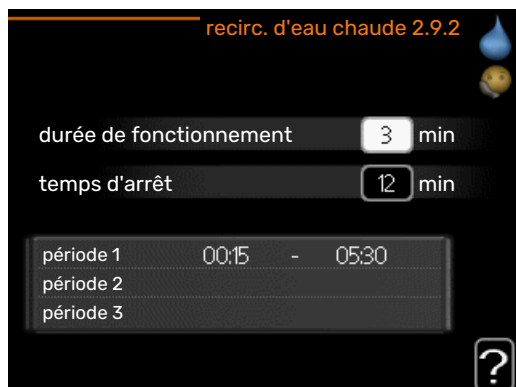 recirc. d'eau chaude 2.9.2
durée de fonctionnement 3 min
temps d'arrêt 12 min
période 1 00:15 - 05:30
période 2
période 3
?